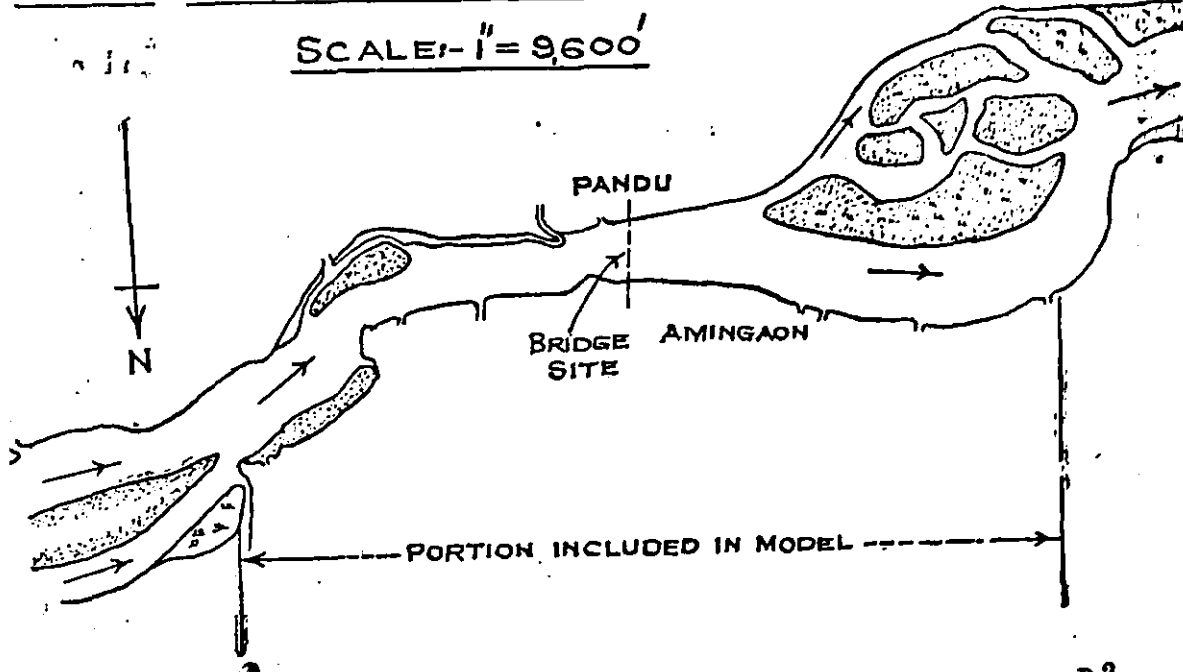 SCALE:- 1" = 9,600'
PANDU
N
BRIDGE
SITE
AMINGAON
PORTION INCLUDED IN MODEL